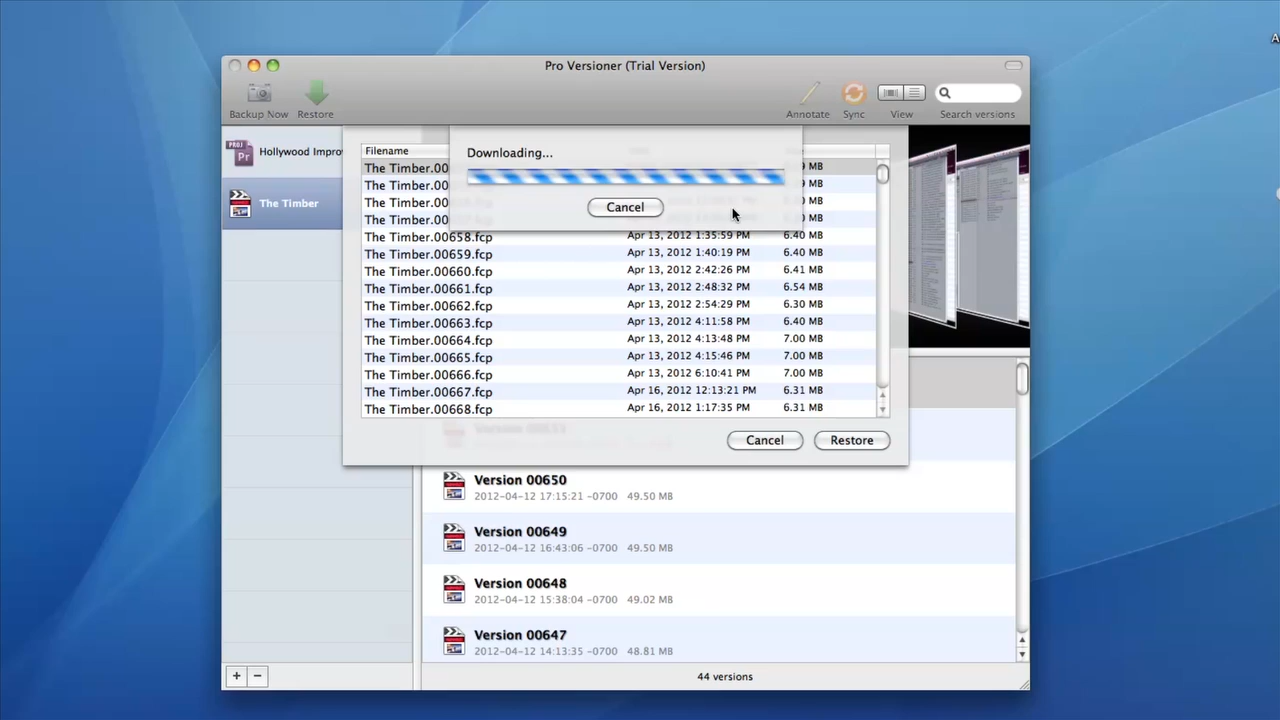 Pro Versioner (Trial Version)
Backup Now
Restore
Annotate
Sync
View
Search versions
PROJ
Pr
Hollywood Impro
The Timber
Downloading...
Cancel
Filename
The Timber.00
The Timber.00
The Timber.00
The Timber.00
The Timber.00658.fcp Apr 13, 2012 1:35:59 PM 6.40 MB
The Timber.00659.fcp Apr 13, 2012 1:40:19 PM 6.40 MB
The Timber.00660.fcp Apr 13, 2012 2:42:26 PM 6.41 MB
The Timber.00661.fcp Apr 13, 2012 2:48:32 PM 6.54 MB
The Timber.00662.fcp Apr 13, 2012 2:54:29 PM 6.30 MB
The Timber.00663.fcp Apr 13, 2012 4:11:58 PM 6.40 MB
The Timber.00664.fcp Apr 13, 2012 4:13:48 PM 7.00 MB
The Timber.00665.fcp Apr 13, 2012 4:15:46 PM 7.00 MB
The Timber.00666.fcp Apr 13, 2012 6:10:41 PM 7.00 MB
The Timber.00667.fcp Apr 16, 2012 12:13:21 PM 6.31 MB
The Timber.00668.fcp Apr 16, 2012 1:17:35 PM 6.31 MB
Cancel
Restore
Version 00650
2012-04-12 17:15:21 -0700 49.50 MB
Version 00649
2012-04-12 16:43:06 -0700 49.50 MB
Version 00648
2012-04-12 15:38:04 -0700 49.02 MB
Version 00647
2012-04-12 14:13:35 -0700 48.81 MB
+ −
44 versions